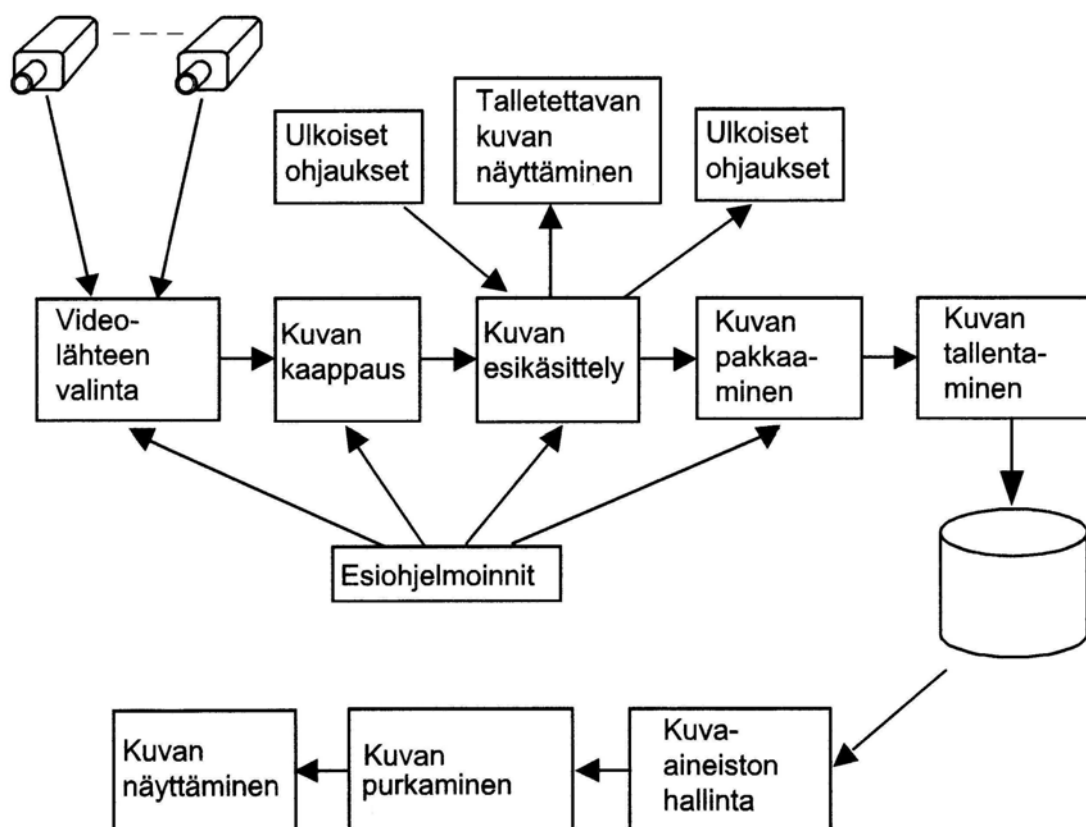 Ulkoiset
ohjaukset
Talletettavan
kuvan
näyttäminen
Ulkoiset
ohjaukset
Video-
lähteen
valinta
Kuvan
kaappaus
Kuvan
esikäsittely
Kuvan
pakkaa-
minen
Kuvan
tallenta-
minen
Esiohjelmoinnit
Kuvan
näyttäminen
Kuvan
purkaminen
Kuva-
aineiston
hallinta